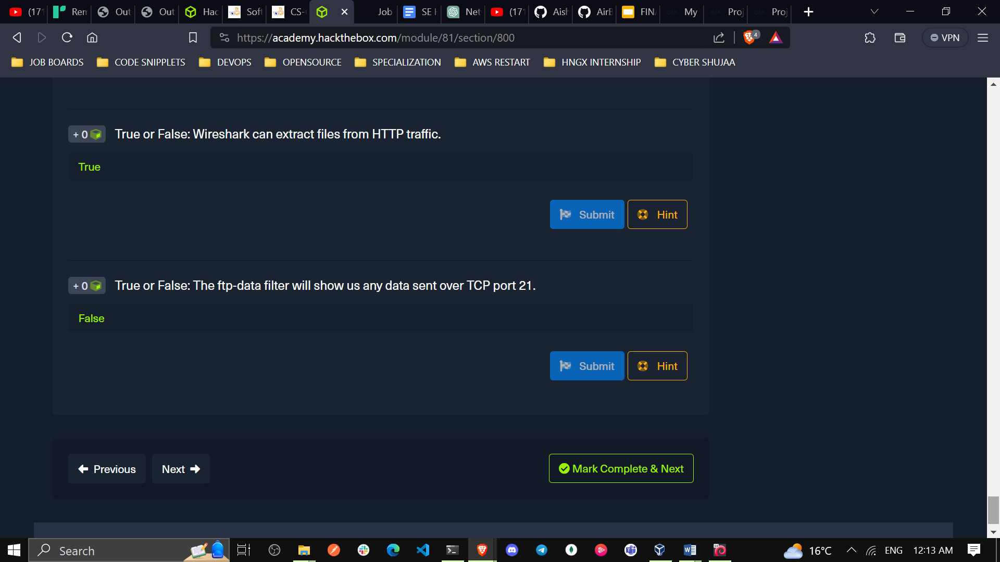 (171
Rem
Out
Out
Hac
Soft
CS-
Job
SE H
Net
(171
Aish
AirB
FIN
My
Proj
Proj
https://academy.hackthebox.com/module/81/section/800
4
VPN
JOB BOARDS
CODE SNIPPLETS
DEVOPS
OPENSOURCE
SPECIALIZATION
AWS RESTART
HNGX INTERNSHIP
CYBER SHUJAA
+ 0 True or False: Wireshark can extract files from HTTP traffic.
True
Submit
Hint
+ 0 True or False: The ftp-data filter will show us any data sent over TCP port 21.
False
Submit
Hint
Previous
Next
Mark Complete & Next
Search
16°C
ENG
12:13 AM